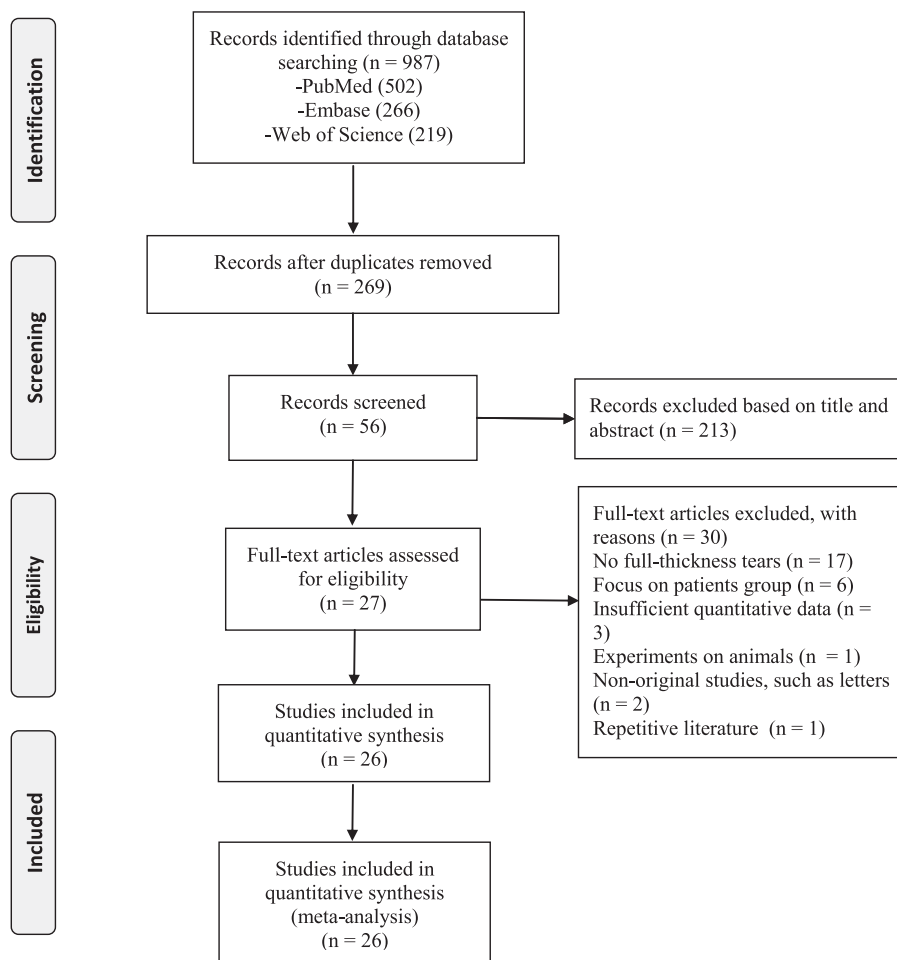 Identification
Records identified through database
searching (n = 987)
-PubMed (502)
-Embase (266)
-Web of Science (219)
Screening
Records after duplicates removed
(n = 269)
Records screened
(n = 56)
Records excluded based on title and
abstract (n = 213)
Eligibility
Full-text articles assessed
for eligibility
(n = 27)
Full-text articles excluded, with
reasons (n = 30)
No full-thickness tears (n = 17)
Focus on patients group (n = 6)
Insufficient quantitative data (n =
3)
Experiments on animals (n = 1)
Non-original studies, such as letters
(n = 2)
Repetitive literature (n = 1)
Studies included in
quantitative synthesis
(n = 26)
Included
Studies included in
quantitative synthesis
(meta-analysis)
(n = 26)